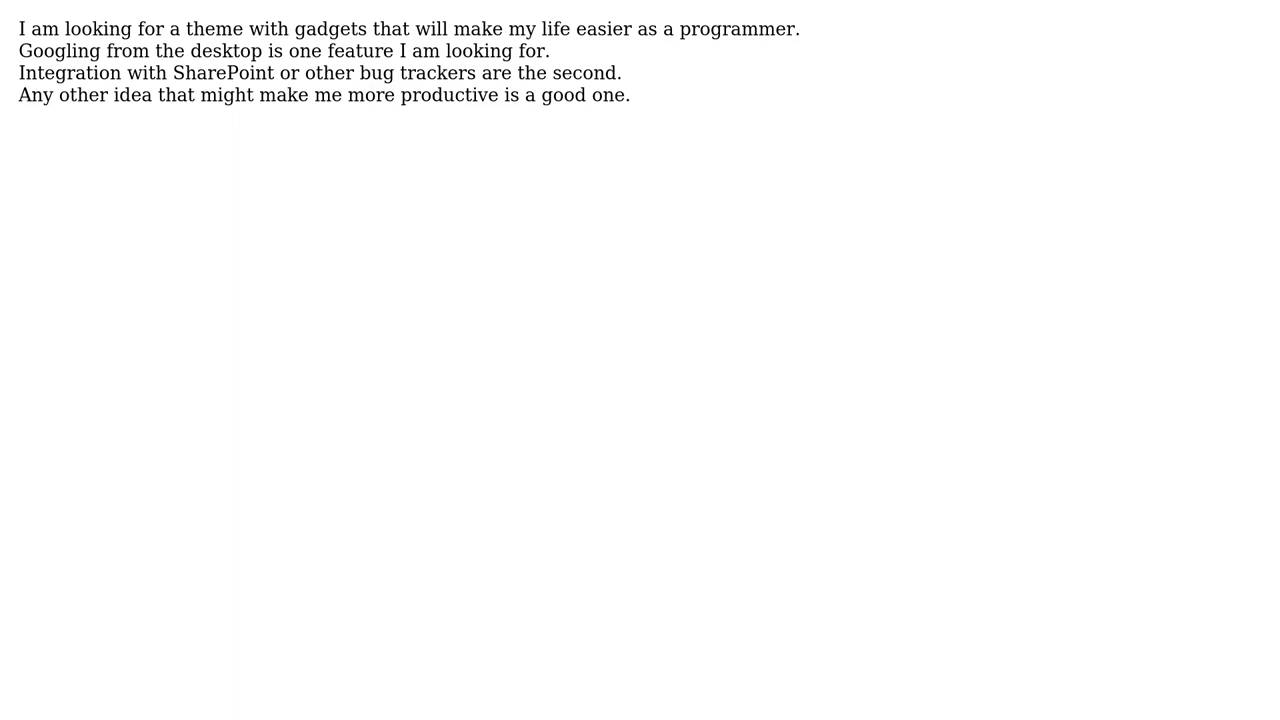 I am looking for a theme with gadgets that will make my life easier as a programmer.
Googling from the desktop is one feature I am looking for.
Integration with SharePoint or other bug trackers are the second.
Any other idea that might make me more productive is a good one.